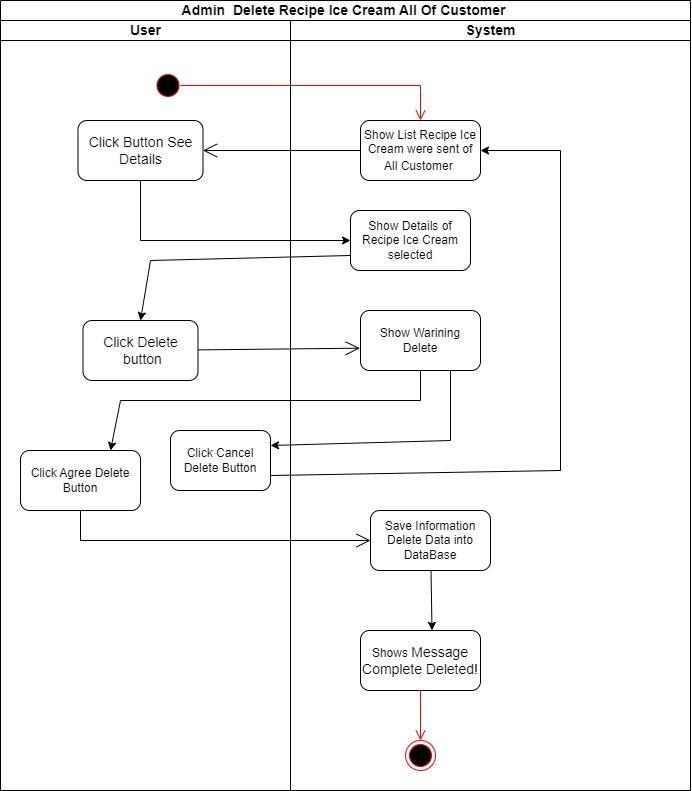 Admin Delete Recipe Ice Cream All Of Customer
User
System
Show List Recipe Ice
Cream were sent of
All Customer
Click Button See
Details
Show Details of
Recipe Ice Cream
selected
Click Delete
button
Show Warining
Delete
Click Cancel
Delete Button
Click Agree Delete
Button
Save Information
Delete Data into
DataBase
Shows Message
Complete Deleted!